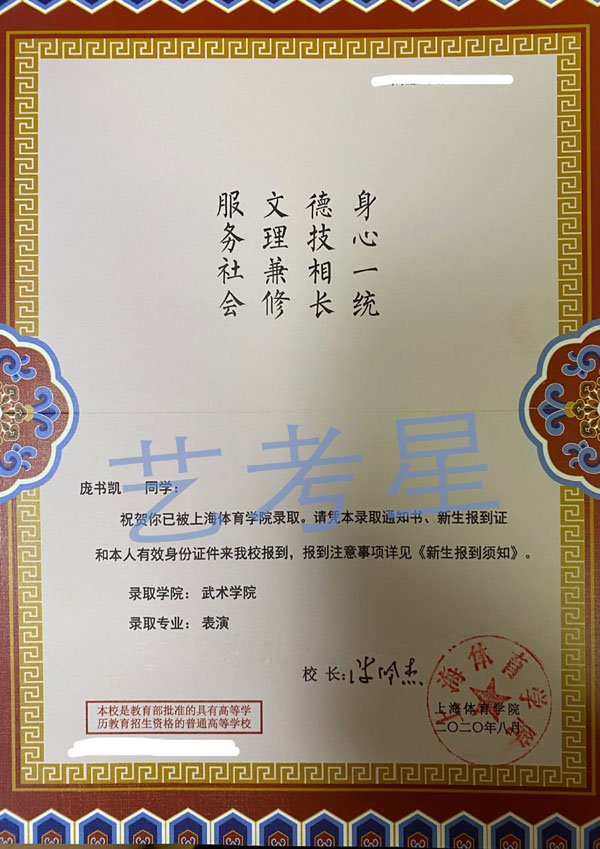 身心一统
德技相长
文理兼修
服务社会
艺考星
庞书凯 同学：
祝贺你已被上海体育学院录取。请凭本录取通知书、新生报到证
和本人有效身份证件来我校报到，报到注意事项详见《新生报到须知》。
录取学院： 武术学院
录取专业： 表演
校 长：
上海体育学院
上海体育学院
二〇二〇年八月
本校是教育部批准的具有高等学
历教育招生资格的普通高等学校